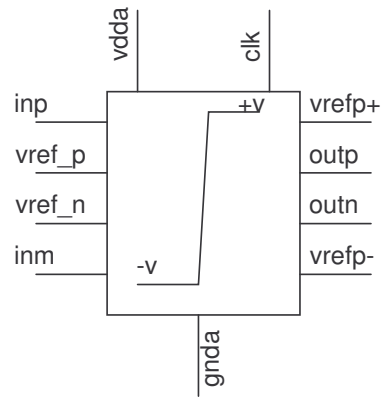 vdda
clk
inp
+v
vrefp+
vref_p
outp
vref_n
outn
inm
-v
vrefp-
gnda